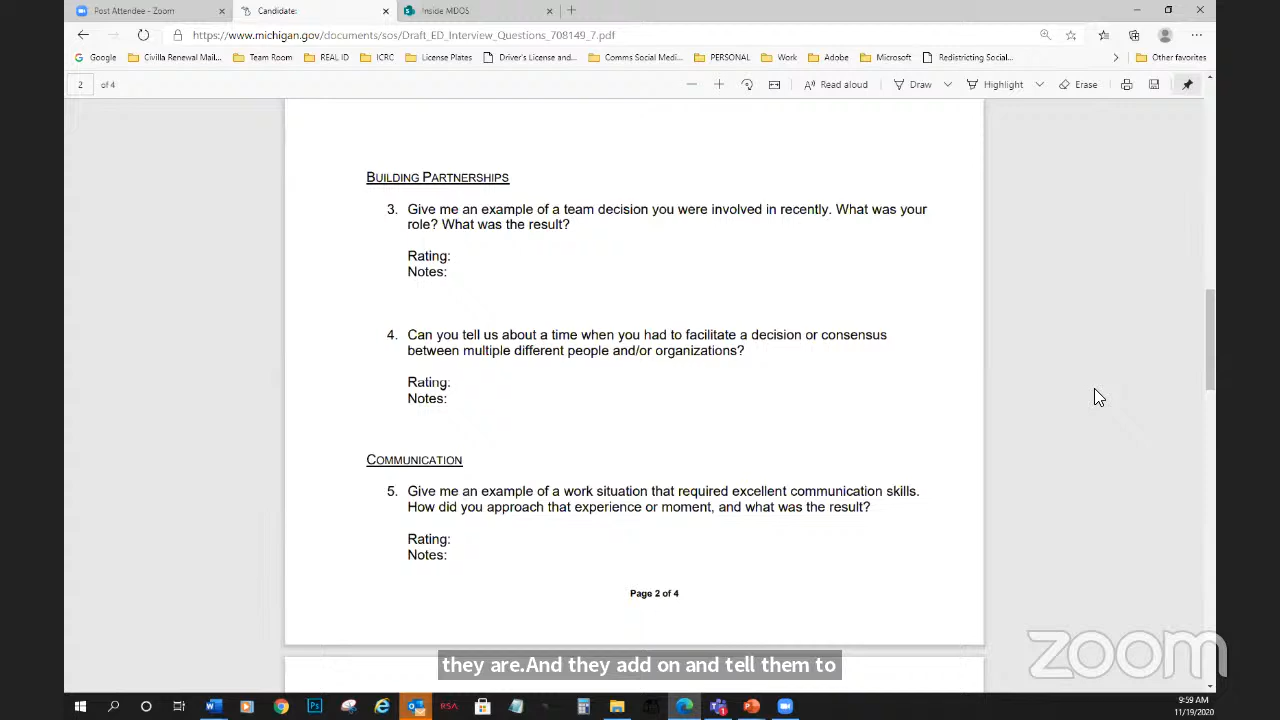 Post Attendee - Zoom
Candidate:
Inside MDOS
https://www.michigan.gov/documents/sos/Draft_ED_Interview_Questions_708149_7.pdf
Google
Civilla Renewal Mail...
Team Room
REAL ID
ICRC
License Plates
Driver's License and...
Comms Social Medi...
PERSONAL
Work
Adobe
Microsoft
Redistricting Social...
Other favorites
2 of 4
Read aloud
Draw
Highlight
Erase
BUILDING PARTNERSHIPS
3. Give me an example of a team decision you were involved in recently. What was your
role? What was the result?
Rating:
Notes:
4. Can you tell us about a time when you had to facilitate a decision or consensus
between multiple different people and/or organizations?
Rating:
Notes:
COMMUNICATION
5. Give me an example of a work situation that required excellent communication skills.
How did you approach that experience or moment, and what was the result?
Rating:
Notes:
Page 2 of 4
zoom
they are.And they add on and tell them to
RSA
9:59 AM
11/19/2020